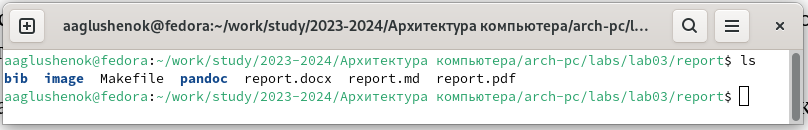 aaglushenok@fedora:~/work/study/2023-2024/Архитектура компьютера/arch-pc/labs/l...
aaglushenok@fedora:~/work/study/2023-2024/Архитектура компьютера/arch-pc/labs/lab03/report$ ls
bib image Makefile pandoc report.docx report.md report.pdf
aaglushenok@fedora:~/work/study/2023-2024/Архитектура компьютера/arch-pc/labs/lab03/report$